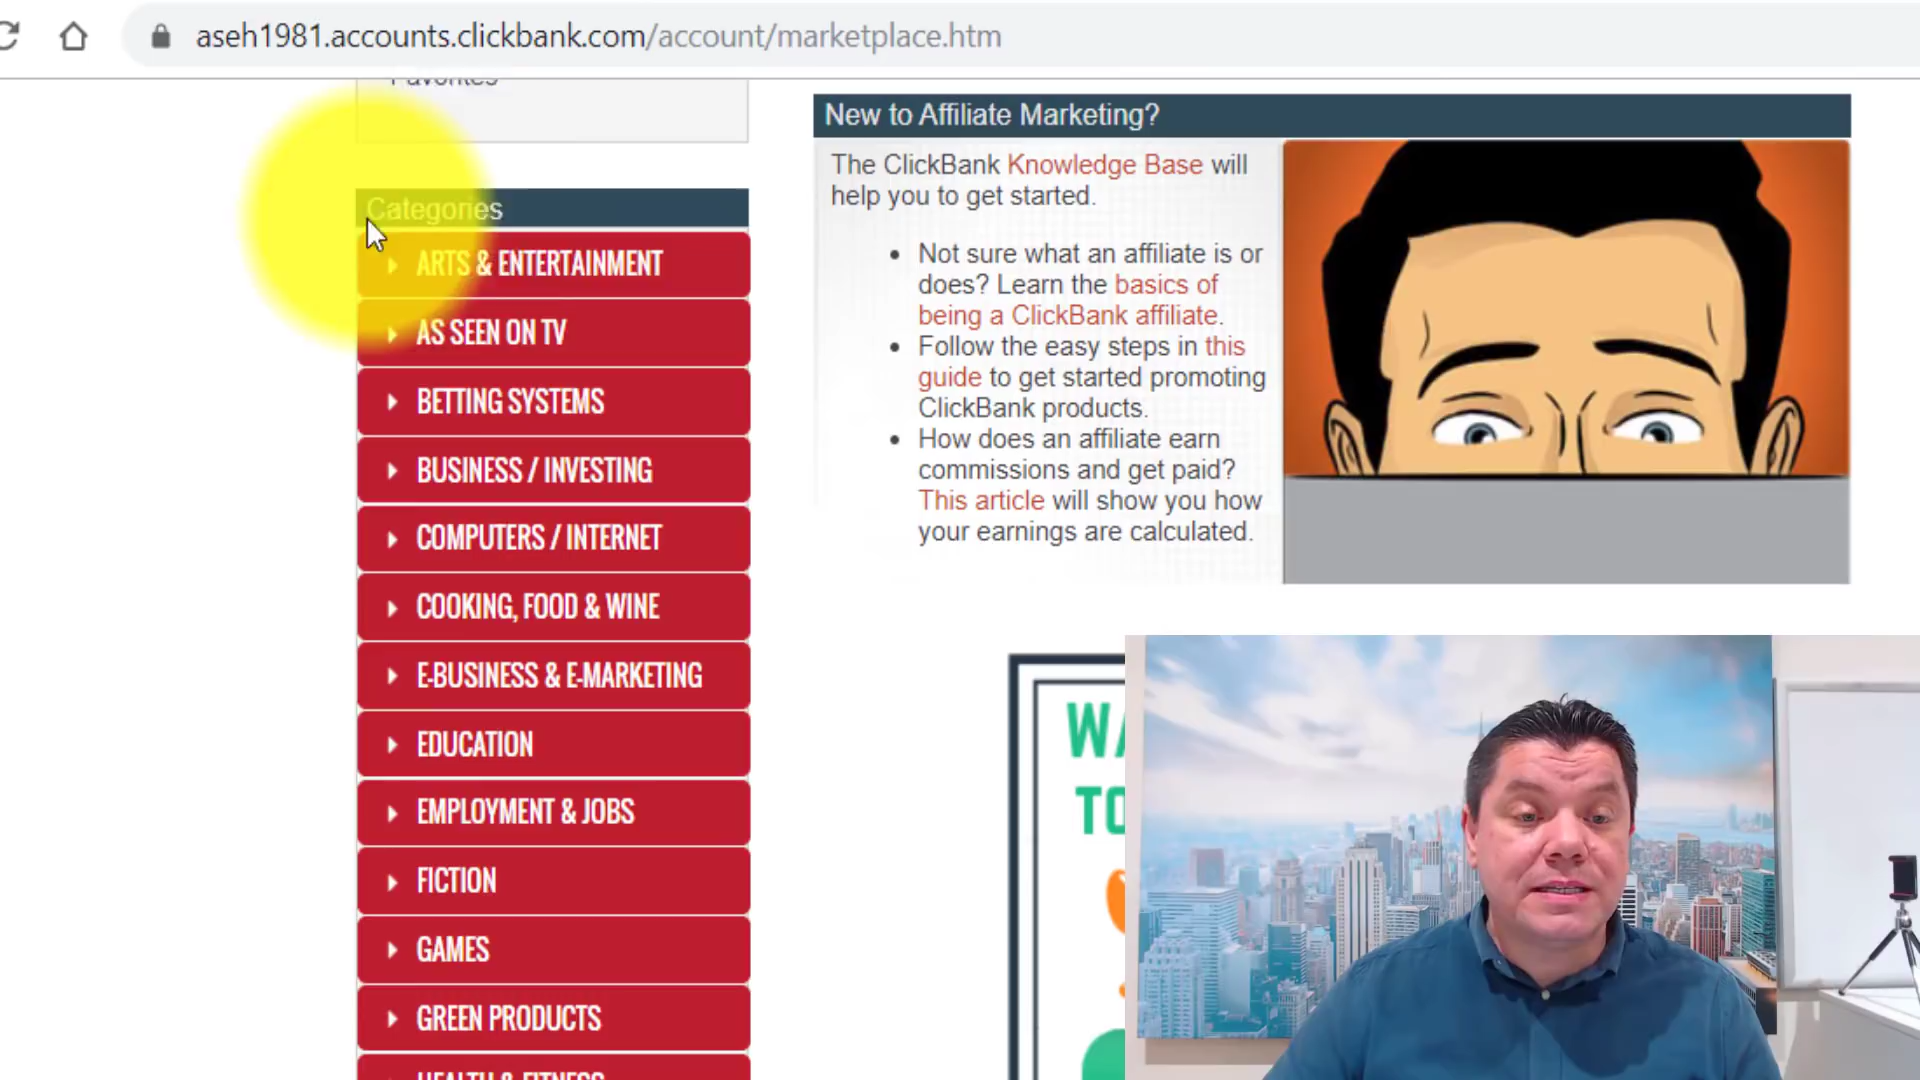 aseh1981.accounts.clickbank.com/account/marketplace.htm
Favorites
Categories
ARTS & ENTERTAINMENT
AS SEEN ON TV
BETTING SYSTEMS
BUSINESS / INVESTING
COMPUTERS / INTERNET
COOKING, FOOD & WINE
E-BUSINESS & E-MARKETING
EDUCATION
EMPLOYMENT & JOBS
FICTION
GAMES
GREEN PRODUCTS
HEALTH & FITNESS
New to Affiliate Marketing?
The ClickBank Knowledge Base will
help you to get started.
Not sure what an affiliate is or
does? Learn the basics of
being a ClickBank affiliate.
Follow the easy steps in this
guide to get started promoting
ClickBank products.
How does an affiliate earn
commissions and get paid?
This article will show you how
your earnings are calculated.
TO